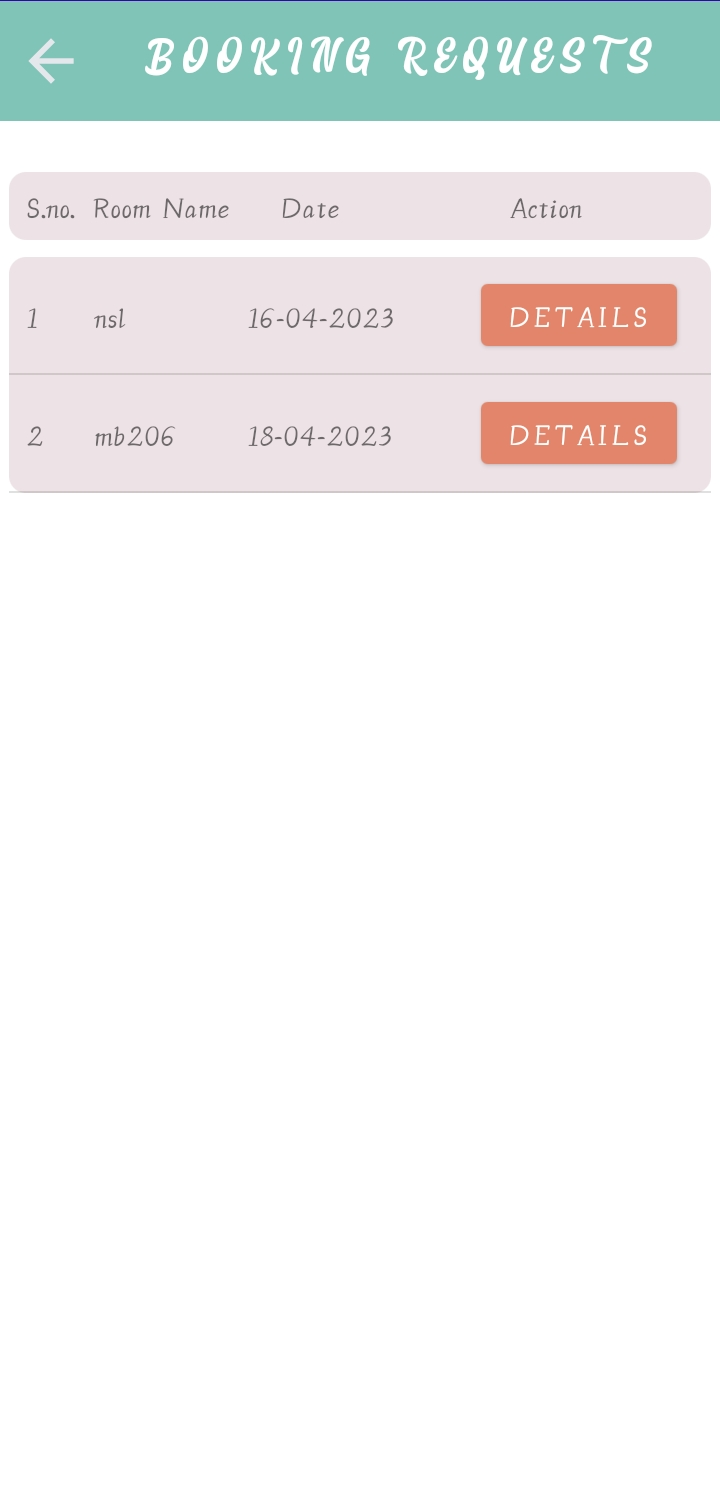 BOOKING REQUESTS
S.no. Room Name Date Action
1 nsl 16-04-2023 DETAILS
2 mb206 18-04-2023 DETAILS